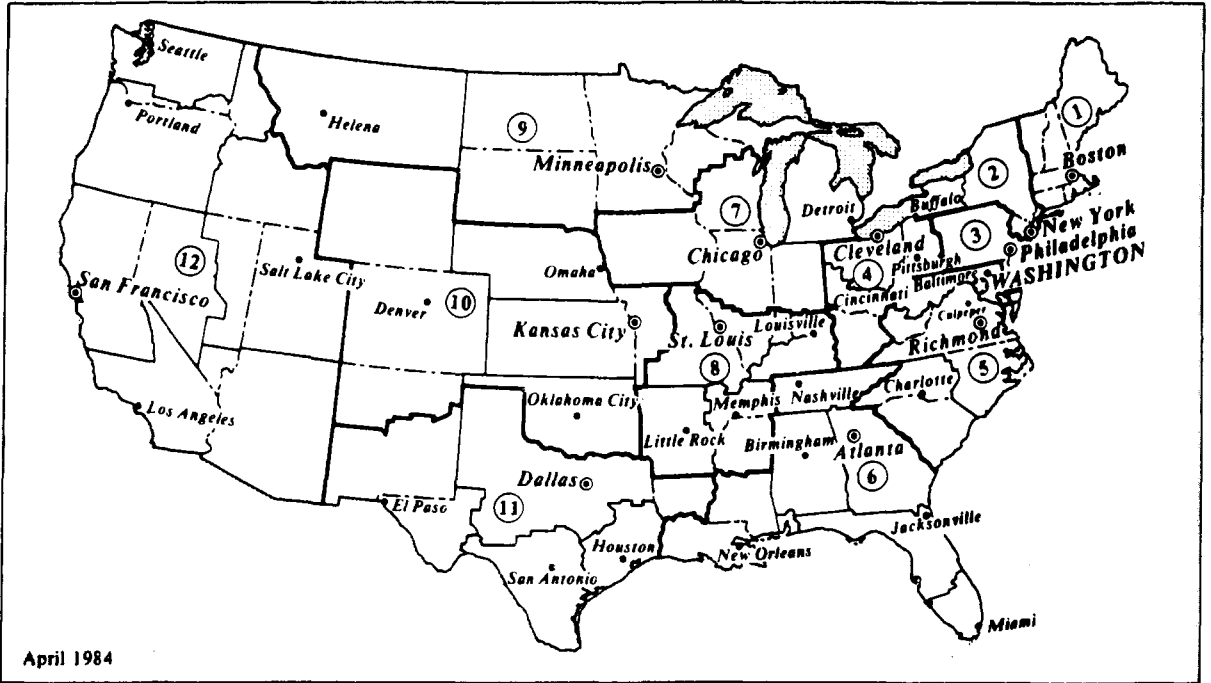 Seattle
Portland
Helena
9
Minneapolis
1
Boston
2
Buffalo
Detroit
7
Chicago
Cleveland
3
New York
Philadelphia
WASHINGTON
Pittsburgh
Baltimore
4
Cincinnati
12
Salt Lake City
San Francisco
Omaha
Denver
10
Kansas City
St. Louis
Louisville
8
Culpeper
Richmond
5
Los Angeles
Oklahoma City
Memphis
Nashville
Charlotte
Little Rock
Birmingham
Atlanta
6
Dallas
El Paso
11
Houston
San Antonio
New Orleans
Jacksonville
Miami
April 1984